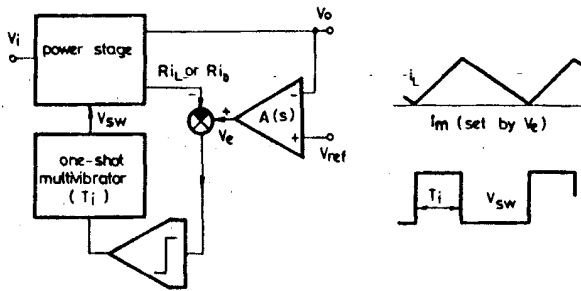 Vi
power stage
Vo
RiL or Rib
−
+
Ve
A(s)
−
+
Vref
Vsw
one-shot
multivibrator
(Ti)
iL
Im (set by Ve)
Ti
Vsw